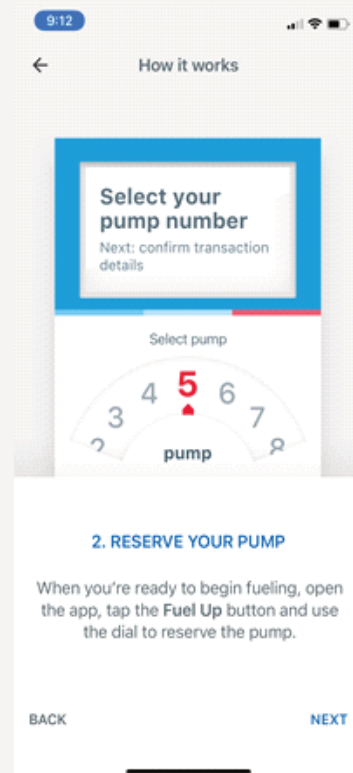 9:12
How it works
Select your
pump number
Next: confirm transaction
details
Select pump
2 3 4 5 6 7 8
pump
2. RESERVE YOUR PUMP
When you're ready to begin fueling, open
the app, tap the Fuel Up button and use
the dial to reserve the pump.
BACK NEXT